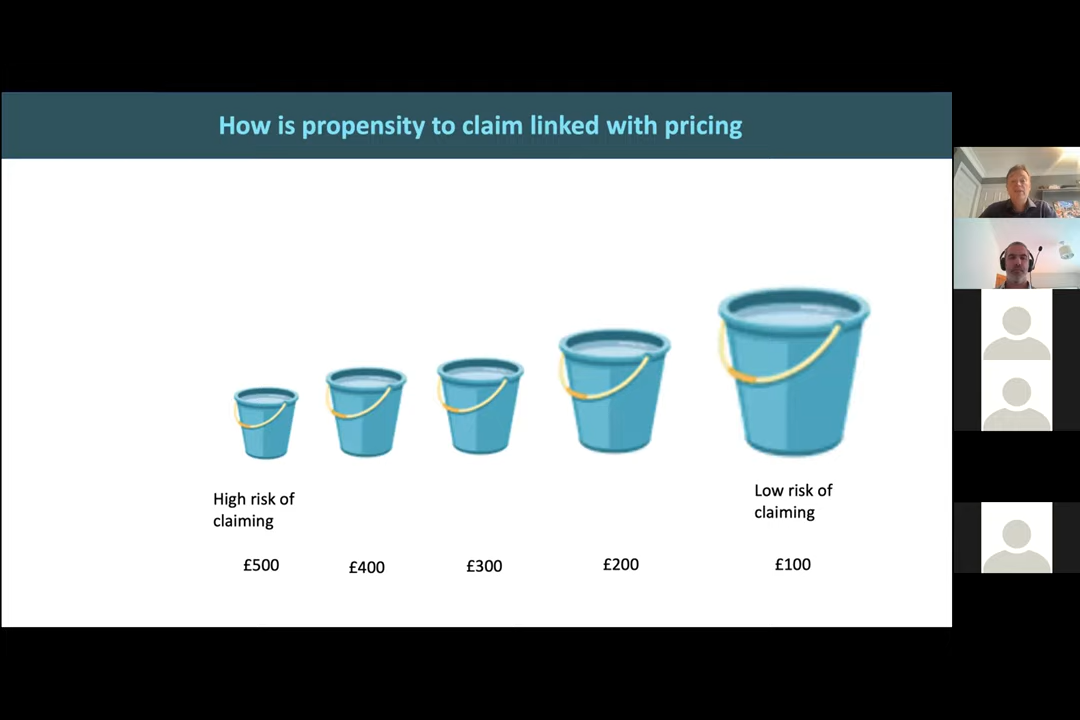 How is propensity to claim linked with pricing
High risk of
claiming
Low risk of
claiming
£500
£400
£300
£200
£100